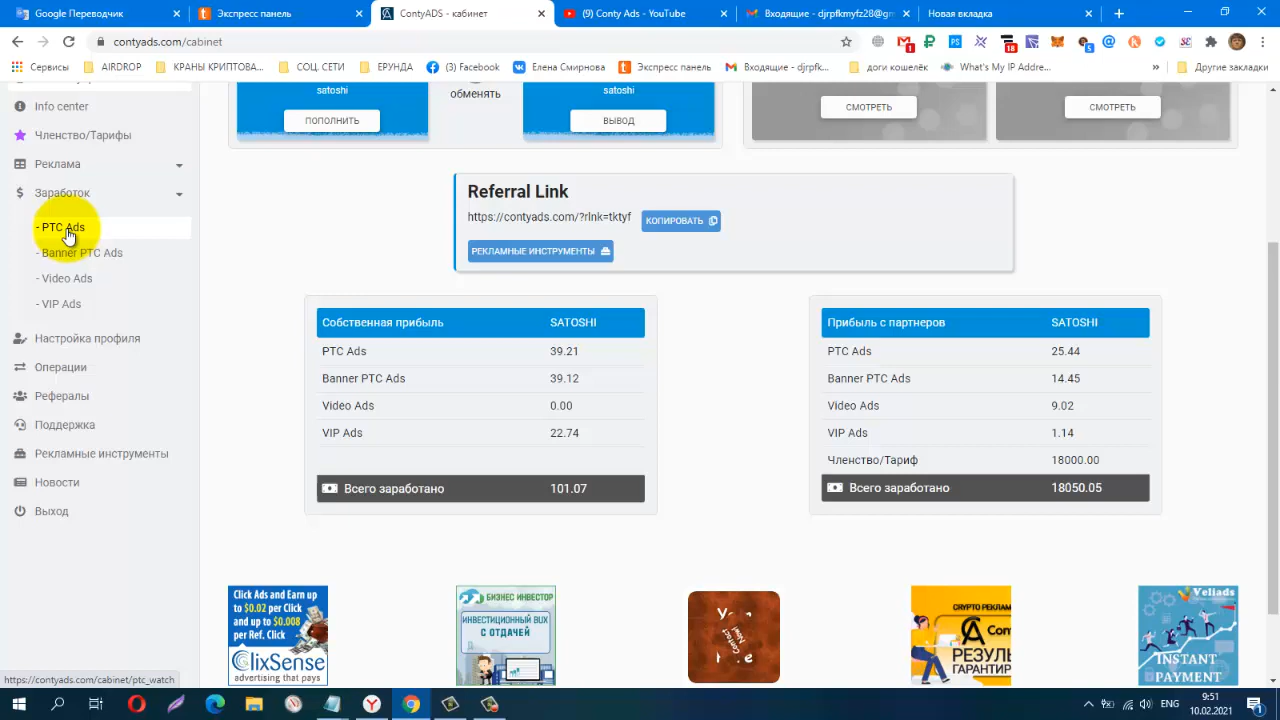 Google Переводчик
Экспресс панель
ContyADS - кабинет
(9) Conty Ads - YouTube
Входящие - djrpfkmyfz28@gm
Новая вкладка
contyads.com/cabinet
Сервисы
AIRDROP
КРАНЫ КРИПТОВА...
СОЦ. СЕТИ
ЕРУНДА
(3) Facebook
Елена Смирнова
Экспресс панель
Входящие - djrpfk...
доги кошелёк
What's My IP Addre...
»
Другие закладки
Info center
Членство/Тарифы
Реклама
Заработок
- PTC Ads
- Banner PTC Ads
- Video Ads
- VIP Ads
Настройка профиля
Операции
Рефералы
Поддержка
Рекламные инструменты
Новости
Выход
satoshi
обменять
satoshi
ПОПОЛНИТЬ
ВЫВОД
СМОТРЕТЬ
СМОТРЕТЬ
Referral Link
https://contyads.com/?rlnk=tktyf
КОПИРОВАТЬ
РЕКЛАМНЫЕ ИНСТРУМЕНТЫ
Собственная прибыль SATOSHI
PTC Ads 39.21
Banner PTC Ads 39.12
Video Ads 0.00
VIP Ads 22.74
Всего заработано 101.07
Прибыль с партнеров SATOSHI
PTC Ads 25.44
Banner PTC Ads 14.45
Video Ads 9.02
VIP Ads 1.14
Членство/Тариф 18000.00
Всего заработано 18050.05
Click Ads and Earn up
to $0.02 per Click
and up to $0.008
per Ref. Click
ClixSense
advertising that pays
БИЗНЕС ИНВЕСТОР
ИНВЕСТИЦИОННЫЙ BUX
С ОТДАЧЕЙ
CRYPTO РЕКЛАМ
Con
РЕЗУЛЬ
ГАРАНТИР
Veliads
INSTANT
PAYMENT
https://contyads.com/cabinet/ptc_watch
ENG
9:51
10.02.2021